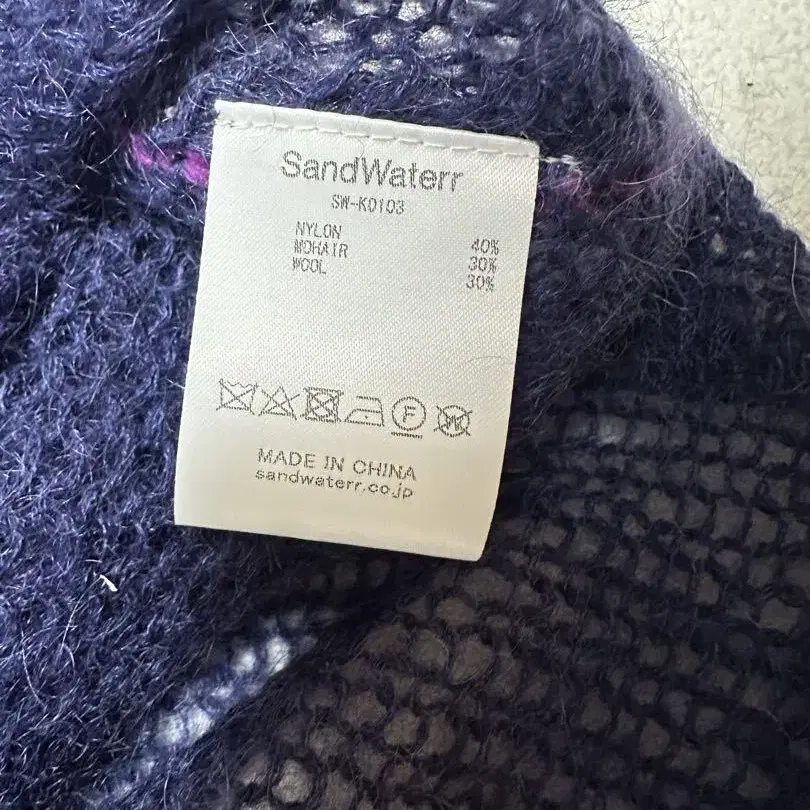 SandWaterr
SW-K0103
NYLON 40%
MOHAIR 30%
WOOL 30%
F W
MADE IN CHINA
sandwaterr.co.jp